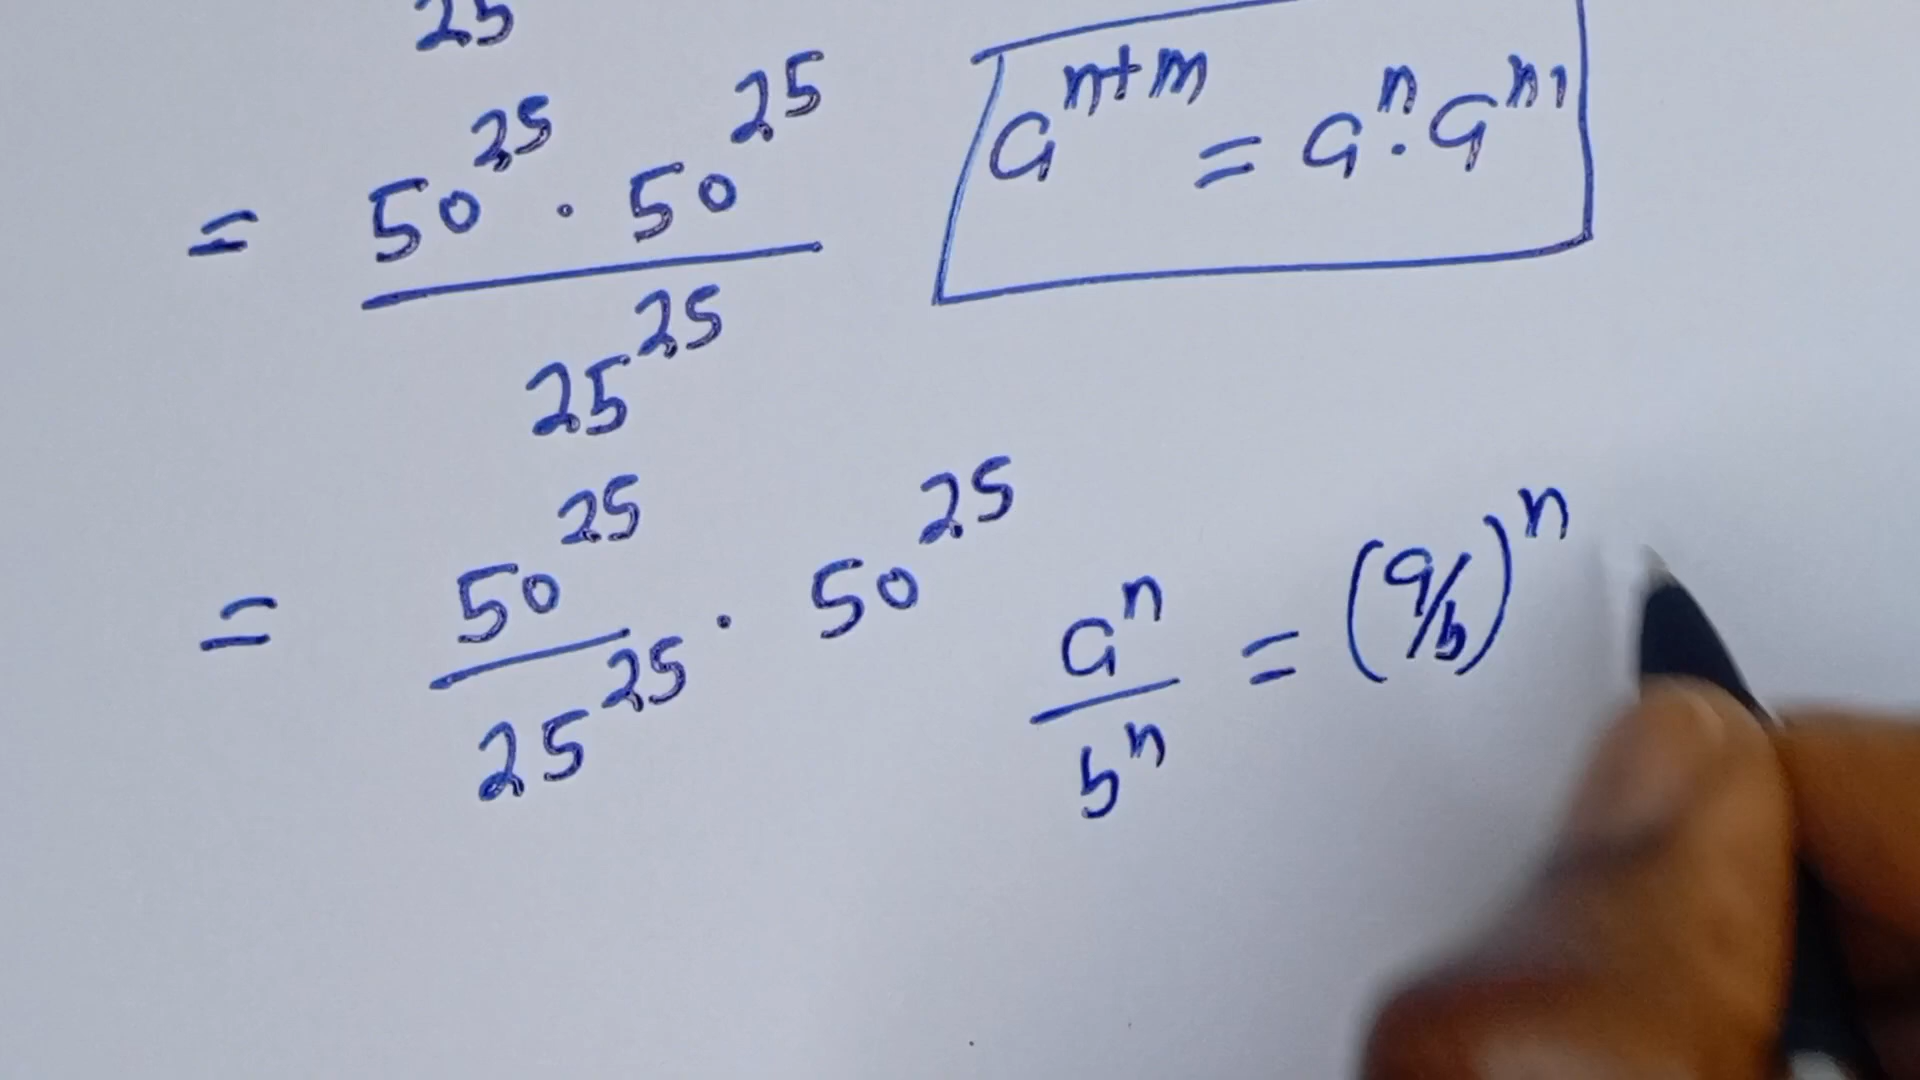 25
= 50^25 · 50^25 / 25^25
a^n+m = a^n · a^m
= 50^25 / 25^25 · 50^25
a^n / b^n = (a/b)^n